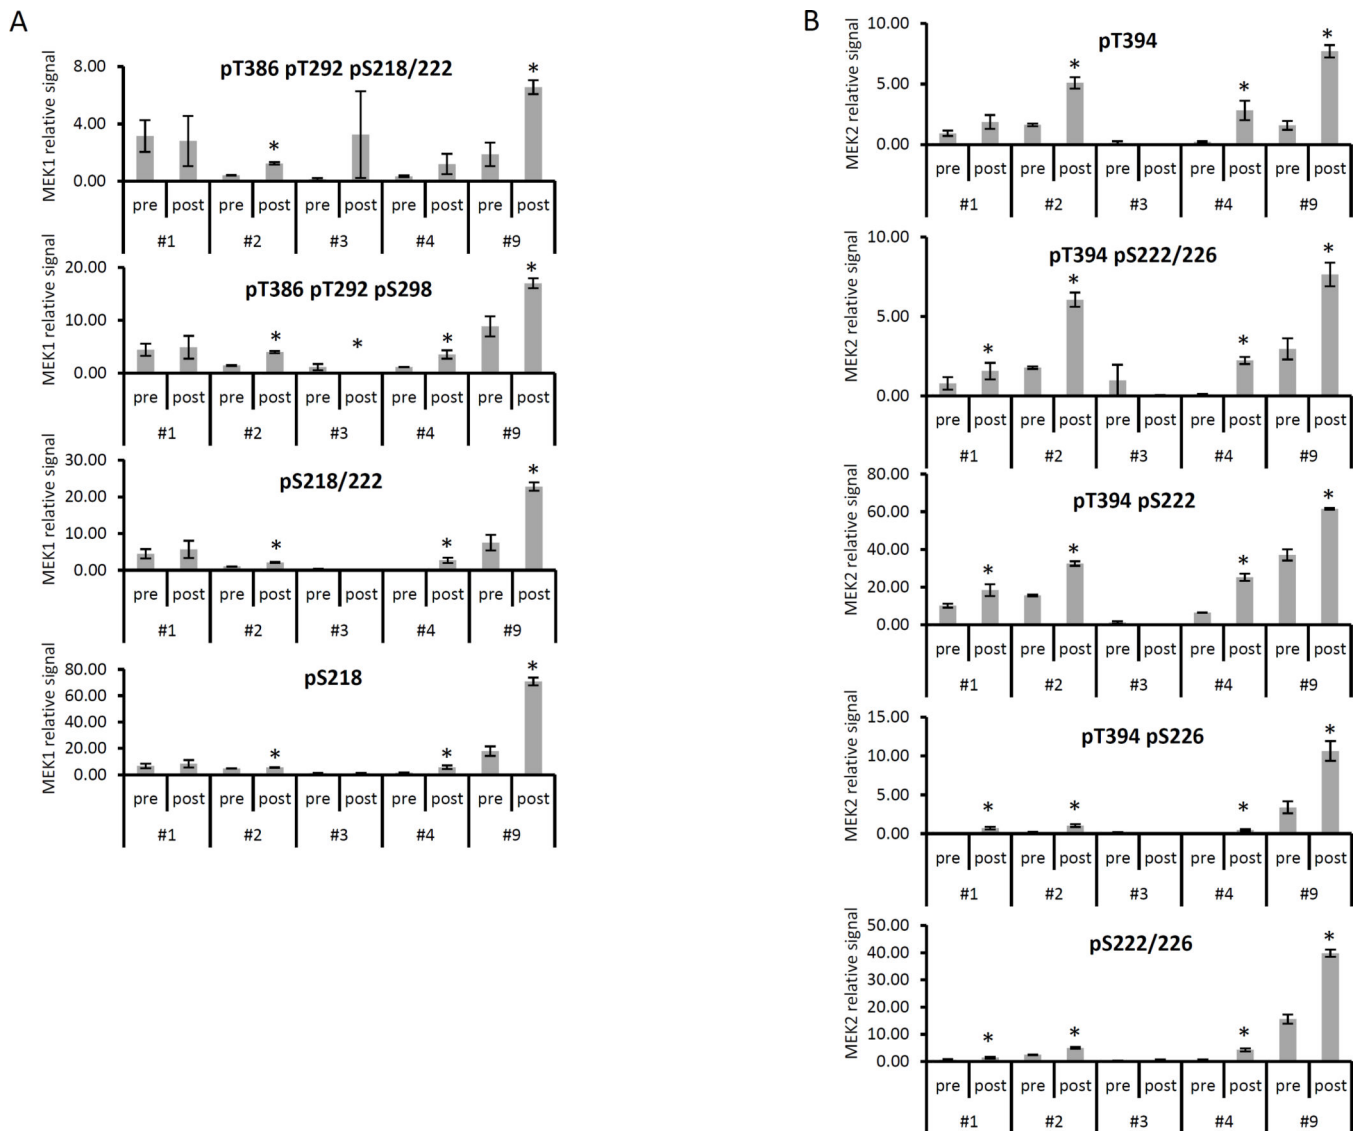 A
pT386 pT292 pS218/222
MEK1 relative signal
8.00
4.00
0.00
*
*
pre post pre post pre post pre post pre post
#1 #2 #3 #4 #9
pT386 pT292 pS298
MEK1 relative signal
20.00
10.00
0.00
* * * *
pre post pre post pre post pre post pre post
#1 #2 #3 #4 #9
pS218/222
MEK1 relative signal
30.00
20.00
10.00
0.00
* * *
pre post pre post pre post pre post pre post
#1 #2 #3 #4 #9
pS218
MEK1 relative signal
80.00
60.00
40.00
20.00
0.00
* * *
pre post pre post pre post pre post pre post
#1 #2 #3 #4 #9
B
pT394
MEK2 relative signal
10.00
5.00
0.00
* * *
pre post pre post pre post pre post pre post
#1 #2 #3 #4 #9
pT394 pS222/226
MEK2 relative signal
10.00
5.00
0.00
* * * *
pre post pre post pre post pre post pre post
#1 #2 #3 #4 #9
pT394 pS222
MEK2 relative signal
80.00
60.00
40.00
20.00
0.00
* * * *
pre post pre post pre post pre post pre post
#1 #2 #3 #4 #9
pT394 pS226
MEK2 relative signal
15.00
10.00
5.00
0.00
* * * *
pre post pre post pre post pre post pre post
#1 #2 #3 #4 #9
pS222/226
MEK2 relative signal
50.00
40.00
30.00
20.00
10.00
0.00
* * * *
pre post pre post pre post pre post pre post
#1 #2 #3 #4 #9